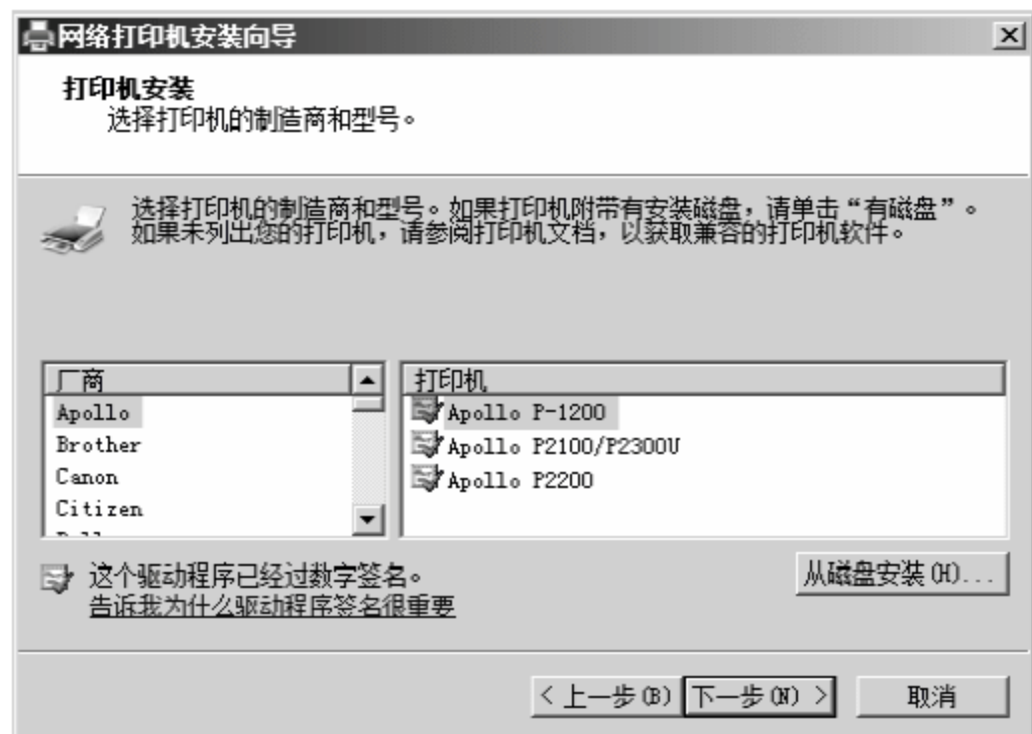 网络打印机安装向导
打印机安装
选择打印机的制造商和型号。
选择打印机的制造商和型号。如果打印机附带有安装磁盘，请单击“有磁盘”。
如果未列出您的打印机，请参阅打印机文档，以获取兼容的打印机软件。
厂商
Apollo
Brother
Canon
Citizen
打印机
Apollo P-1200
Apollo P2100/P2300U
Apollo P2200
这个驱动程序已经过数字签名。
告诉我为什么驱动程序签名很重要
从磁盘安装(H)...
< 上一步(B)
下一步(N) >
取消